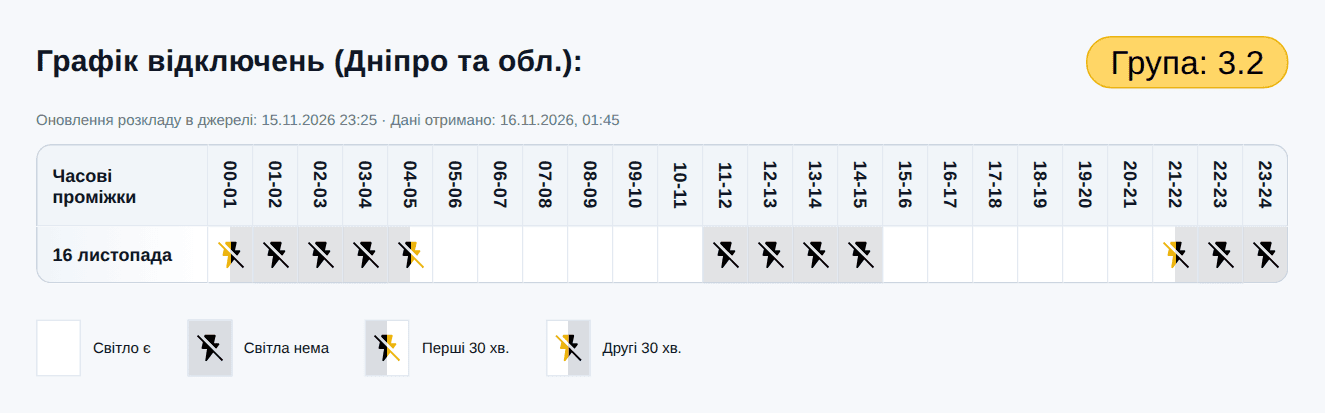 Графік відключень (Дніпро та обл.):
Група: 3.2
Оновлення розкладу в джерелі: 15.11.2026 23:25 · Дані отримано: 16.11.2026, 01:45
Часові
проміжки
00-01
01-02
02-03
03-04
04-05
05-06
06-07
07-08
08-09
09-10
10-11
11-12
12-13
13-14
14-15
15-16
16-17
17-18
18-19
19-20
20-21
21-22
22-23
23-24
16 листопада
Світло є
Світла нема
Перші 30 хв.
Другі 30 хв.